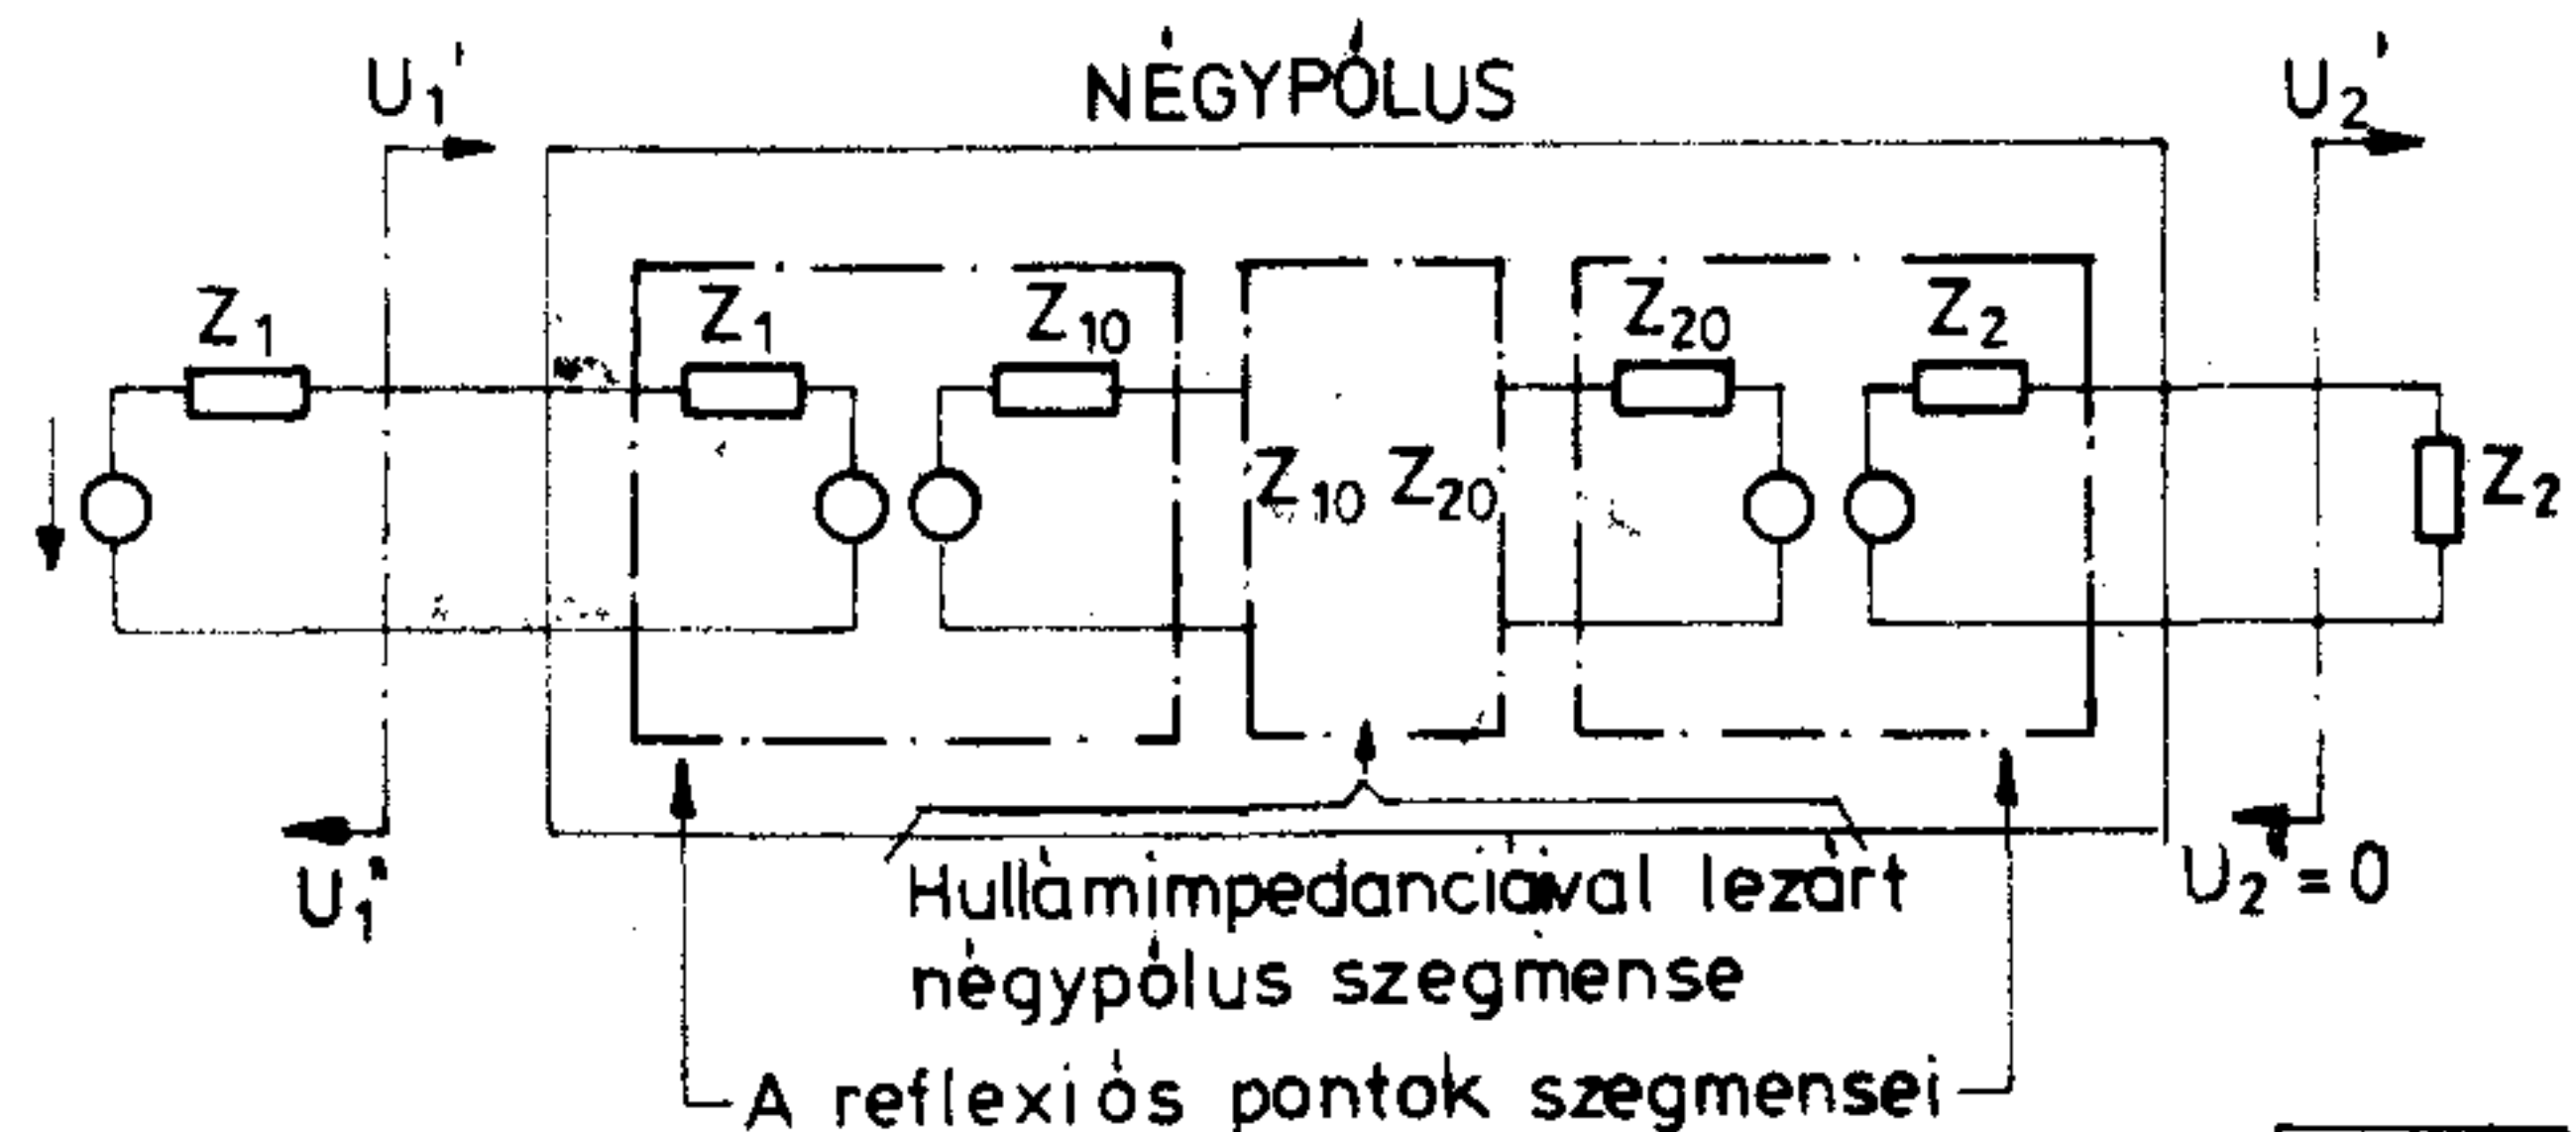 NÉGYPÓLUS
U1'
U2'
Z1
Z1
Z10
Z20
Z2
Z10 Z20
Z2
U1"
U2" = 0
Hullámimpedanciával lezárt
négypólus szegmense
A reflexiós pontok szegmensei